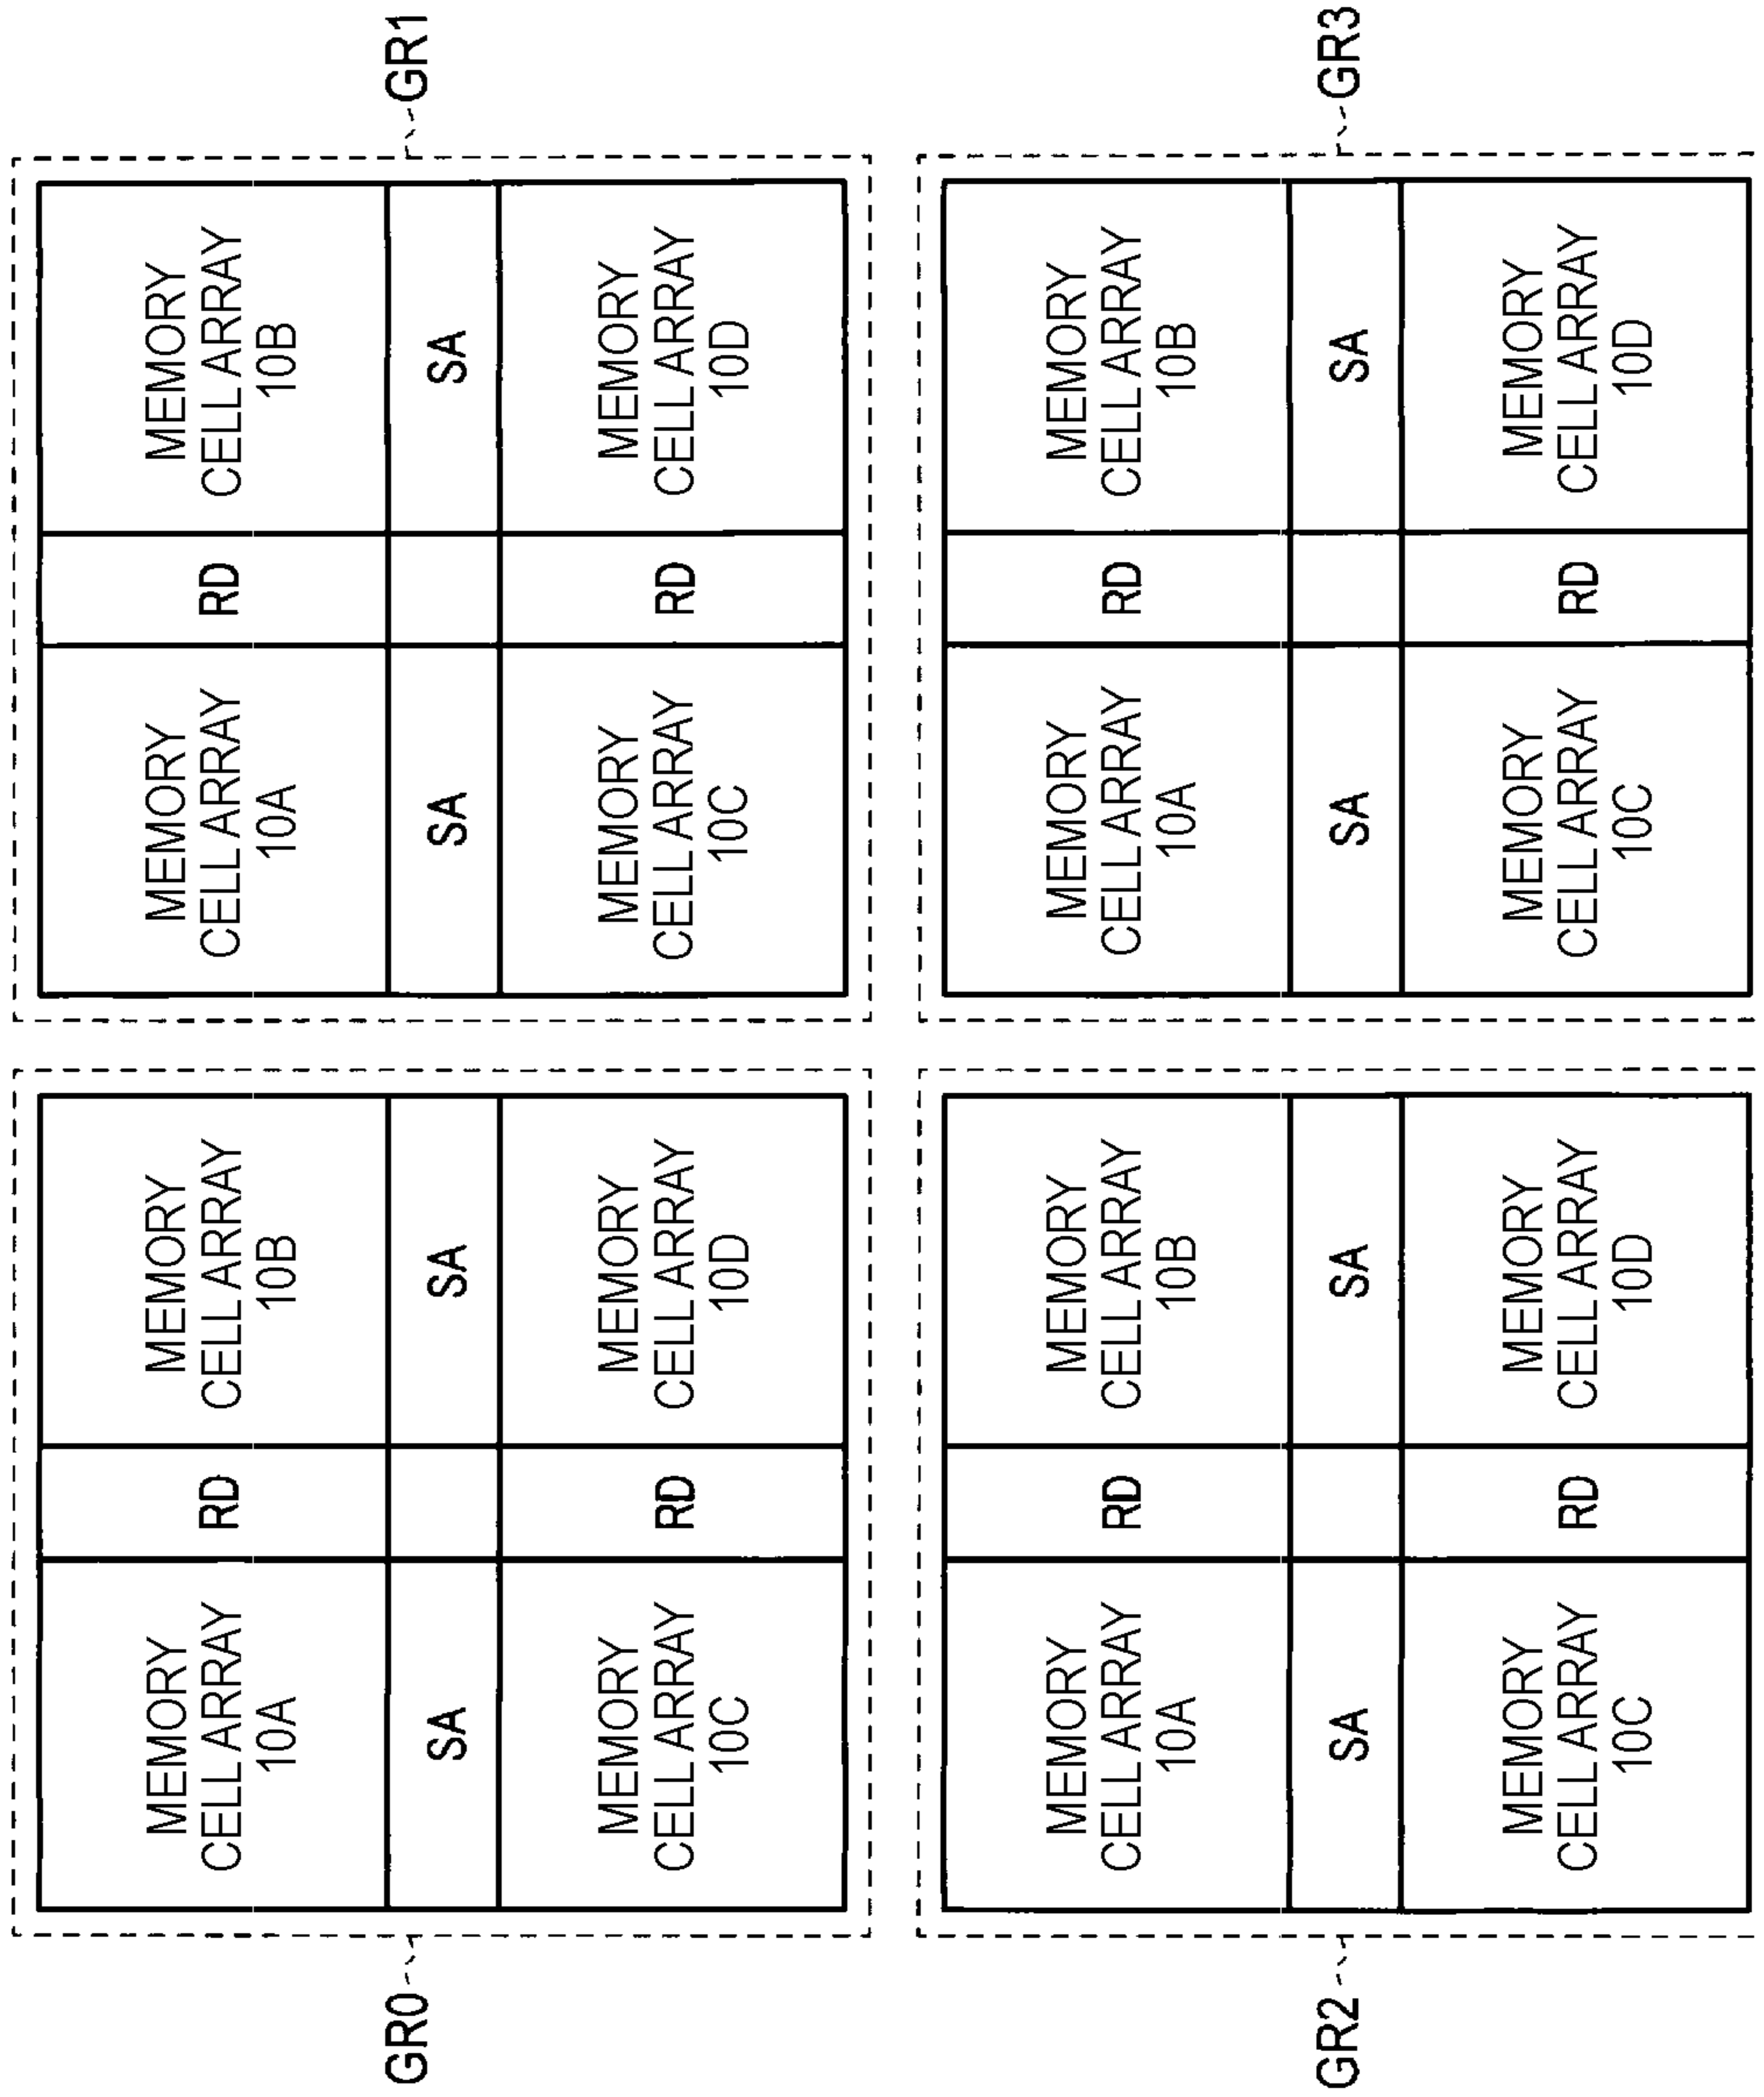 GR0
MEMORY
CELL ARRAY
10A
RD
MEMORY
CELL ARRAY
10B
SA
SA
MEMORY
CELL ARRAY
10C
RD
MEMORY
CELL ARRAY
10D
GR1
MEMORY
CELL ARRAY
10A
RD
MEMORY
CELL ARRAY
10B
SA
SA
MEMORY
CELL ARRAY
10C
RD
MEMORY
CELL ARRAY
10D
GR2
MEMORY
CELL ARRAY
10A
RD
MEMORY
CELL ARRAY
10B
SA
SA
MEMORY
CELL ARRAY
10C
RD
MEMORY
CELL ARRAY
10D
GR3
MEMORY
CELL ARRAY
10A
RD
MEMORY
CELL ARRAY
10B
SA
SA
MEMORY
CELL ARRAY
10C
RD
MEMORY
CELL ARRAY
10D